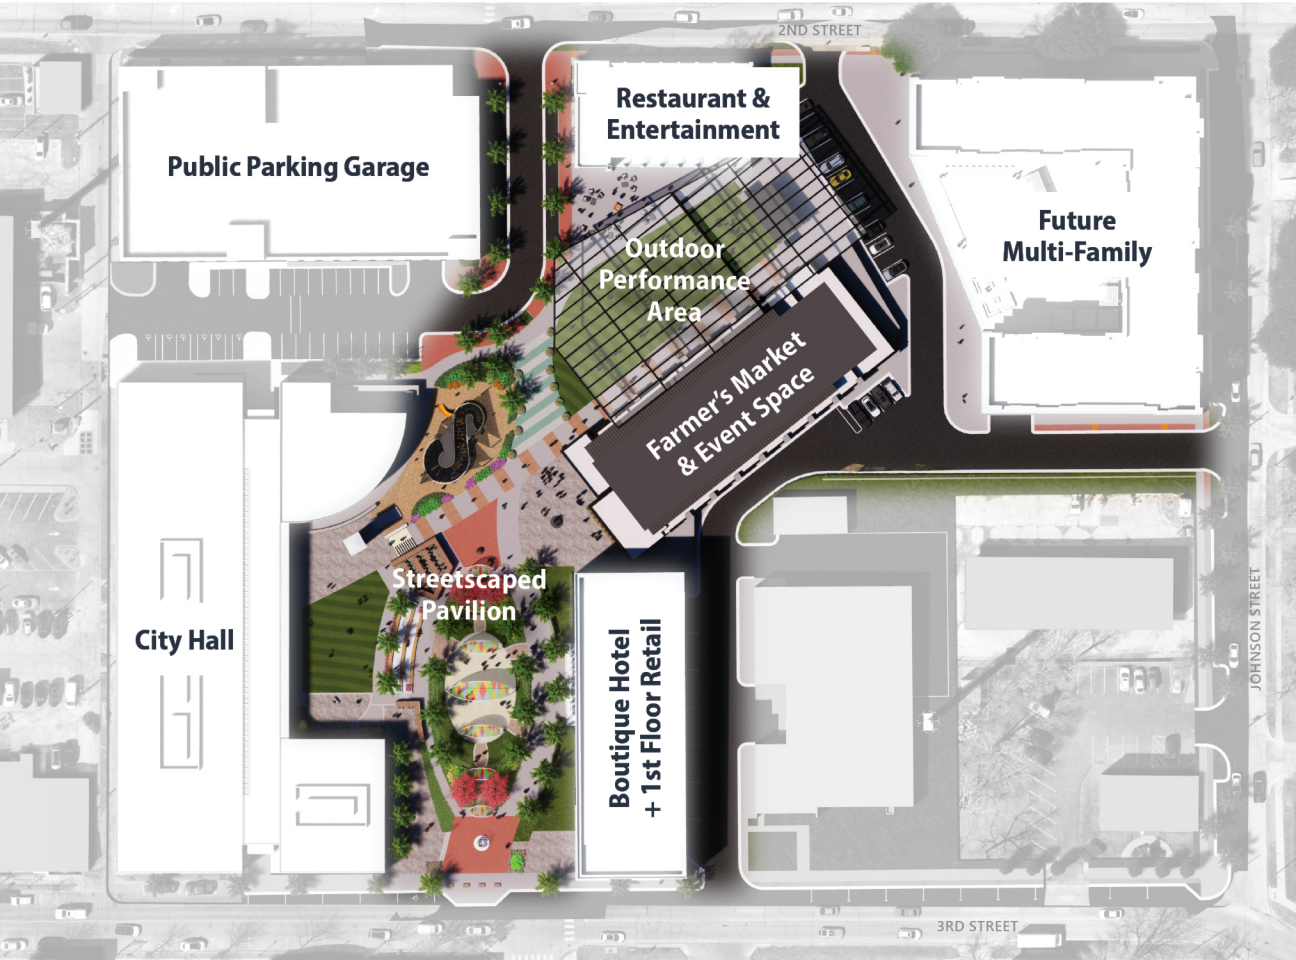 2ND STREET
Restaurant &
Entertainment
Public Parking Garage
Future
Multi-Family
Outdoor
Performance
Area
Farmer's Market
& Event Space
Streetscaped
Pavilion
City Hall
Boutique Hotel
+ 1st Floor Retail
JOHNSON STREET
3RD STREET